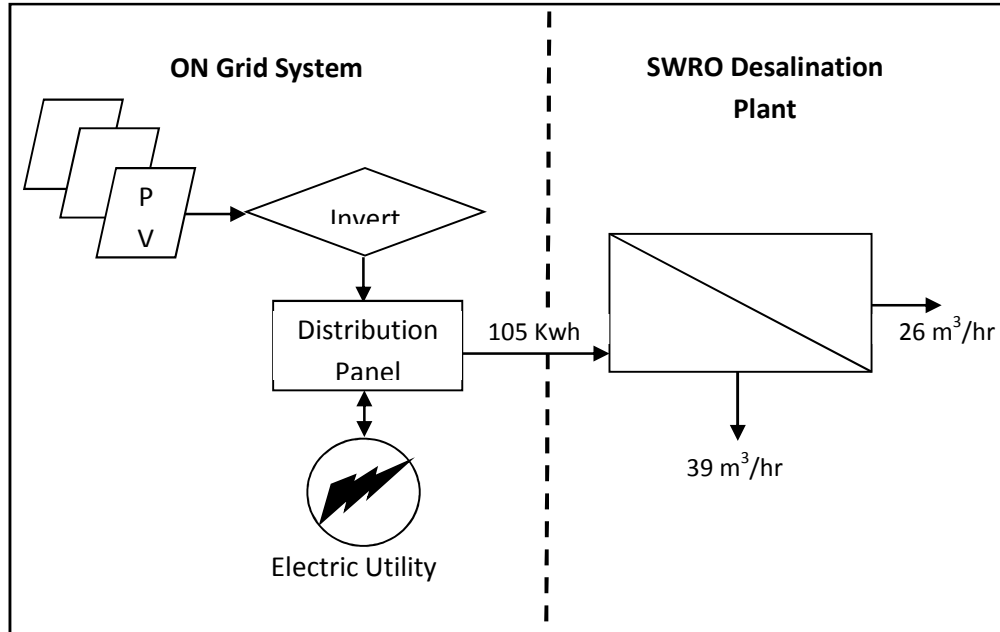 ON Grid System
SWRO Desalination
Plant
P
V
Invert
Distribution
Panel
105 Kwh
26 m³/hr
39 m³/hr
Electric Utility